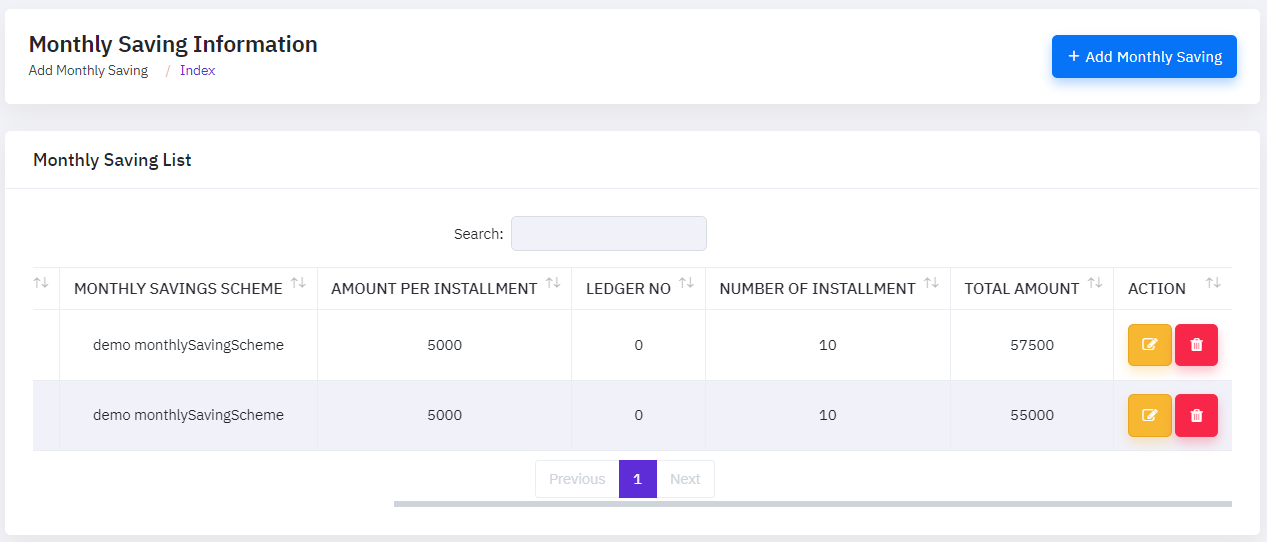 Monthly Saving Information
Add Monthly Saving / Index
+ Add Monthly Saving
Monthly Saving List
Search:
MONTHLY SAVINGS SCHEME AMOUNT PER INSTALLMENT LEDGER NO NUMBER OF INSTALLMENT TOTAL AMOUNT ACTION
demo monthlySavingScheme 5000 0 10 57500
demo monthlySavingScheme 5000 0 10 55000
Previous 1 Next